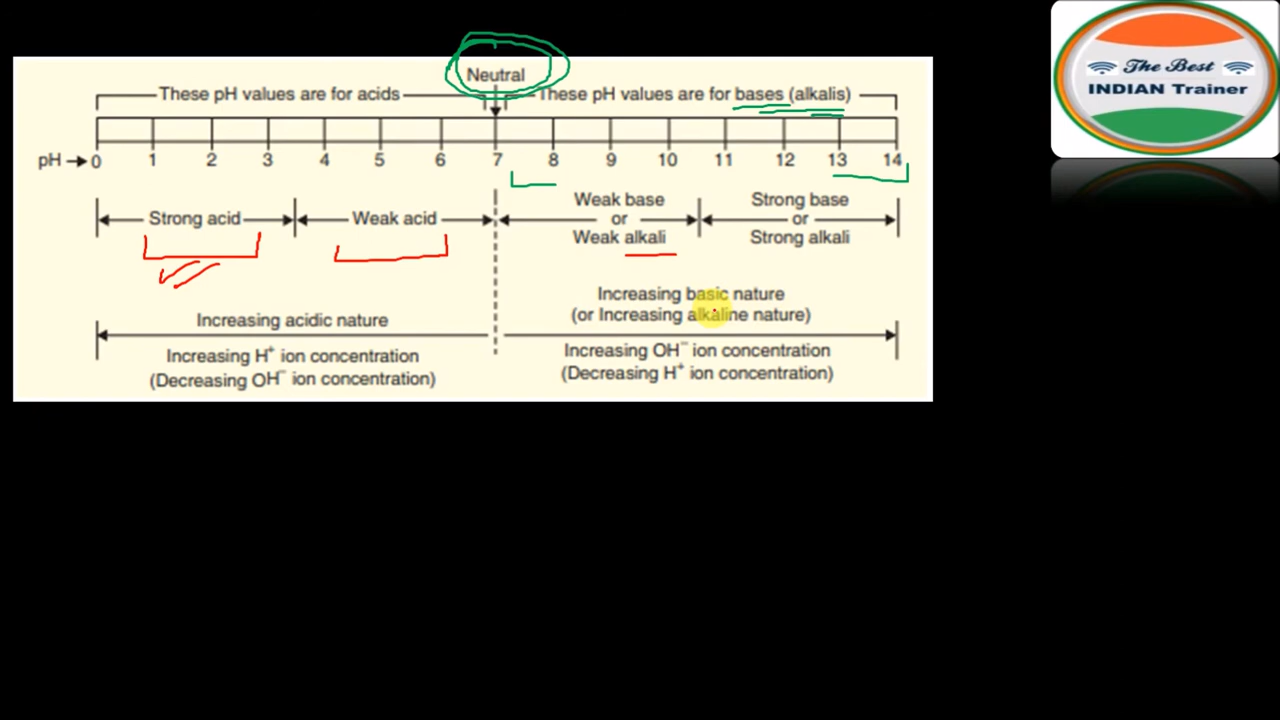 Neutral
These pH values are for acids
These pH values are for bases (alkalis)
pH → 0 1 2 3 4 5 6 7 8 9 10 11 12 13 14
Strong acid
Weak acid
Weak base
or
Weak alkali
Strong base
or
Strong alkali
Increasing acidic nature
Increasing H⁺ ion concentration
(Decreasing OH⁻ ion concentration)
Increasing basic nature
(or Increasing alkaline nature)
Increasing OH⁻ ion concentration
(Decreasing H⁺ ion concentration)
The Best
INDIAN Trainer